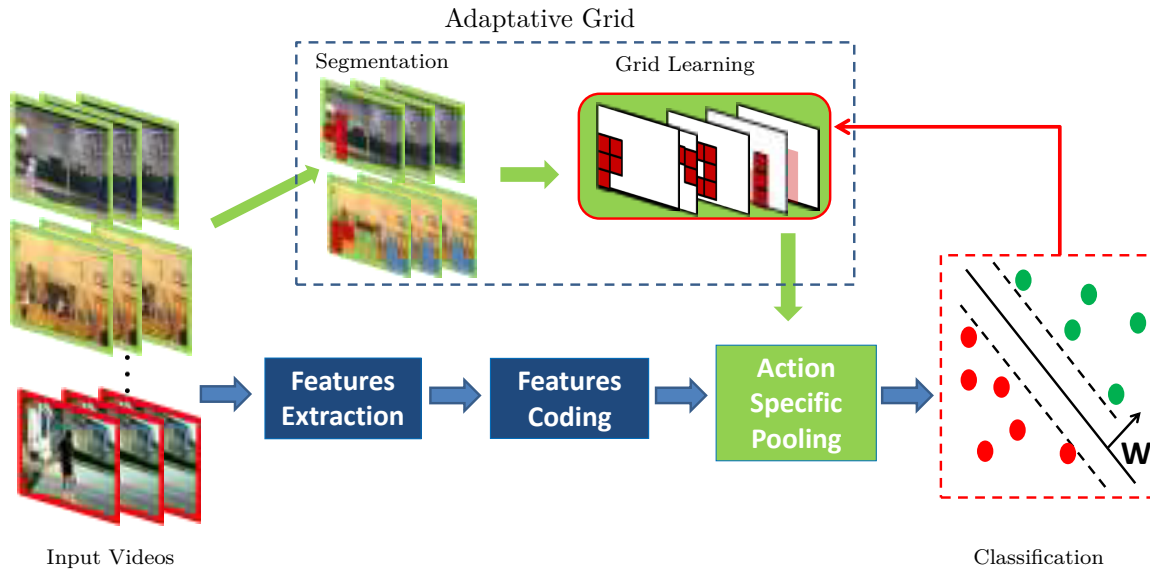 Adaptative Grid
Segmentation
Grid Learning
Features
Extraction
Features
Coding
Action
Specific
Pooling
W
Input Videos
Classification